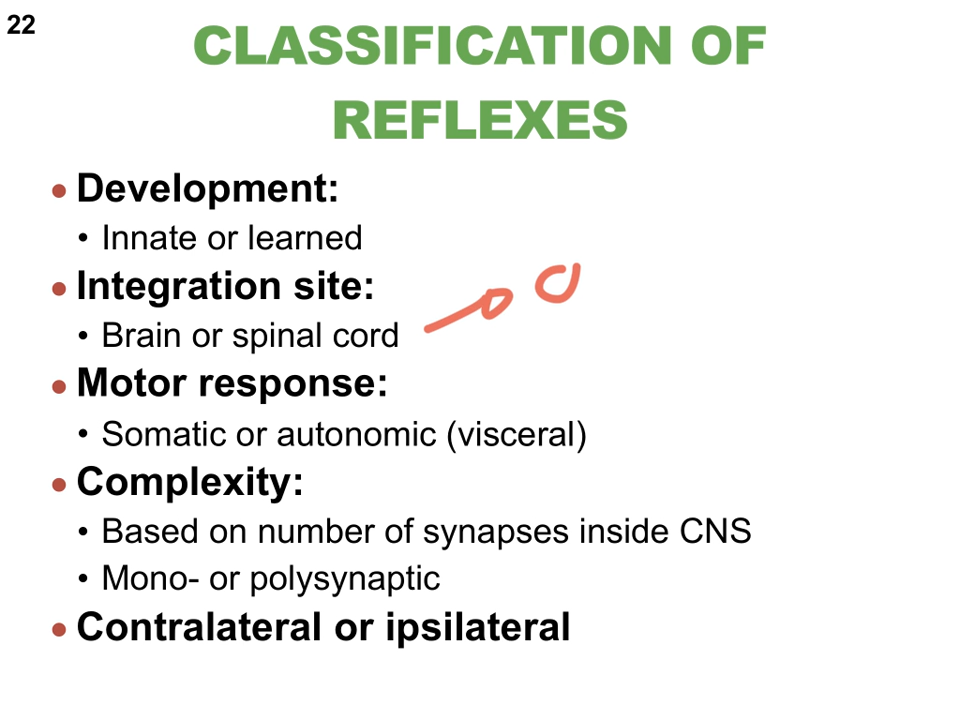 22
CLASSIFICATION OF
REFLEXES
• Development:
• Innate or learned
• Integration site:
• Brain or spinal cord
• Motor response:
• Somatic or autonomic (visceral)
• Complexity:
• Based on number of synapses inside CNS
• Mono- or polysynaptic
• Contralateral or ipsilateral